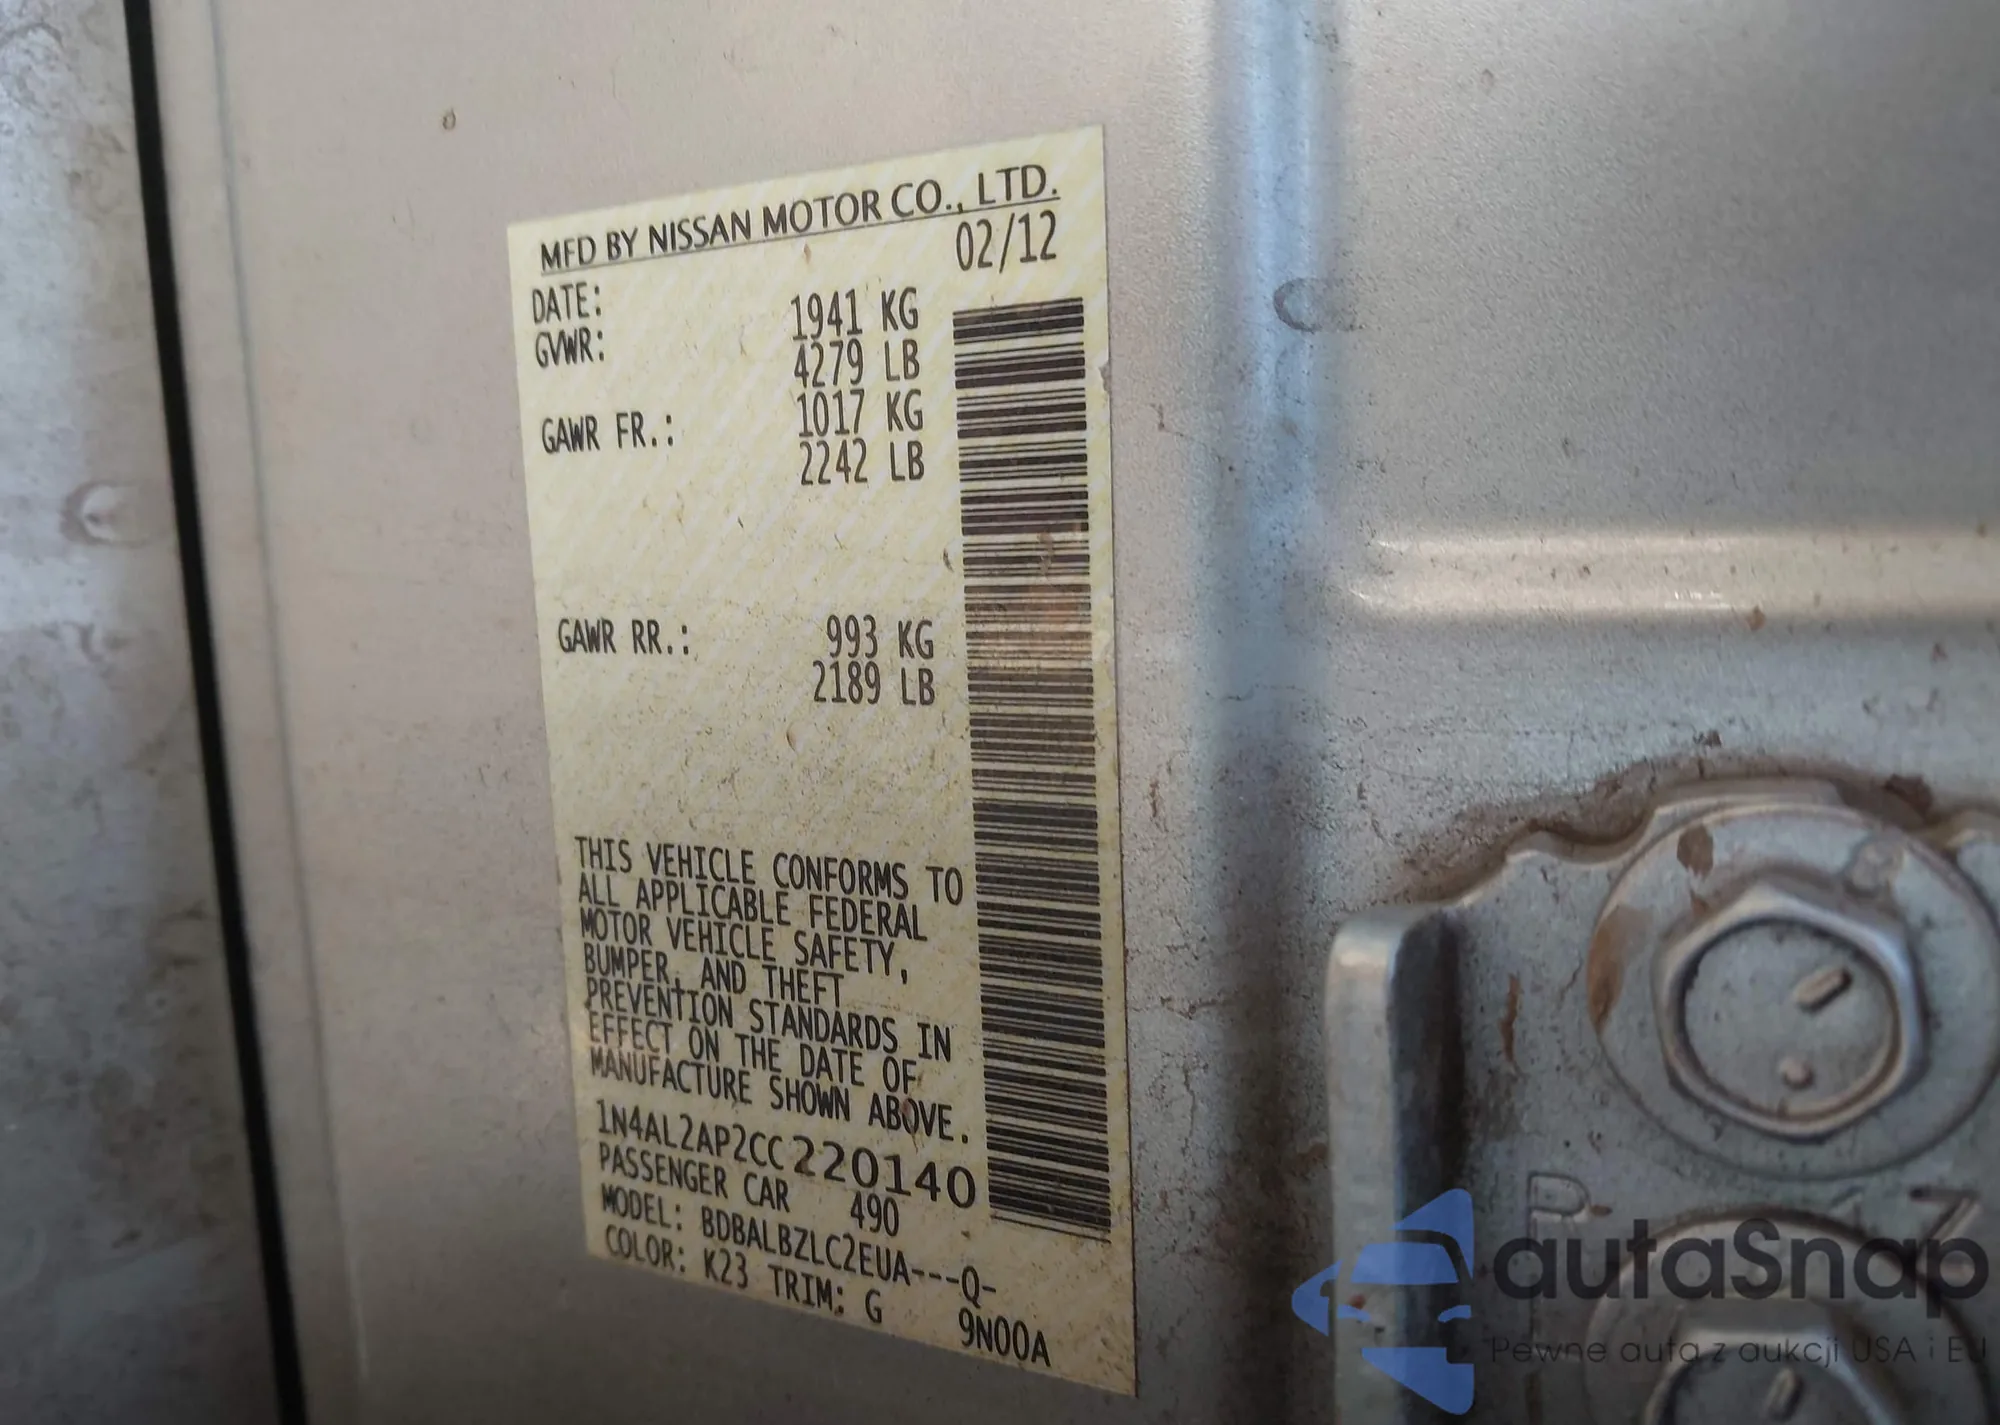 MFD BY NISSAN MOTOR CO., LTD.
DATE: 02/12
GVWR: 1941 KG
4279 LB
GAWR FR.: 1017 KG
2242 LB
GAWR RR.: 993 KG
2189 LB
THIS VEHICLE CONFORMS TO
ALL APPLICABLE FEDERAL
MOTOR VEHICLE SAFETY,
BUMPER, AND THEFT
PREVENTION STANDARDS IN
EFFECT ON THE DATE OF
MANUFACTURE SHOWN ABOVE.
1N4AL2AP2CC220140
PASSENGER CAR 490
MODEL: BDBALBZLC2EUA---Q-
COLOR: K23 TRIM: G 9N00A
autaSnap
Pewne auta z aukcji USA i EU